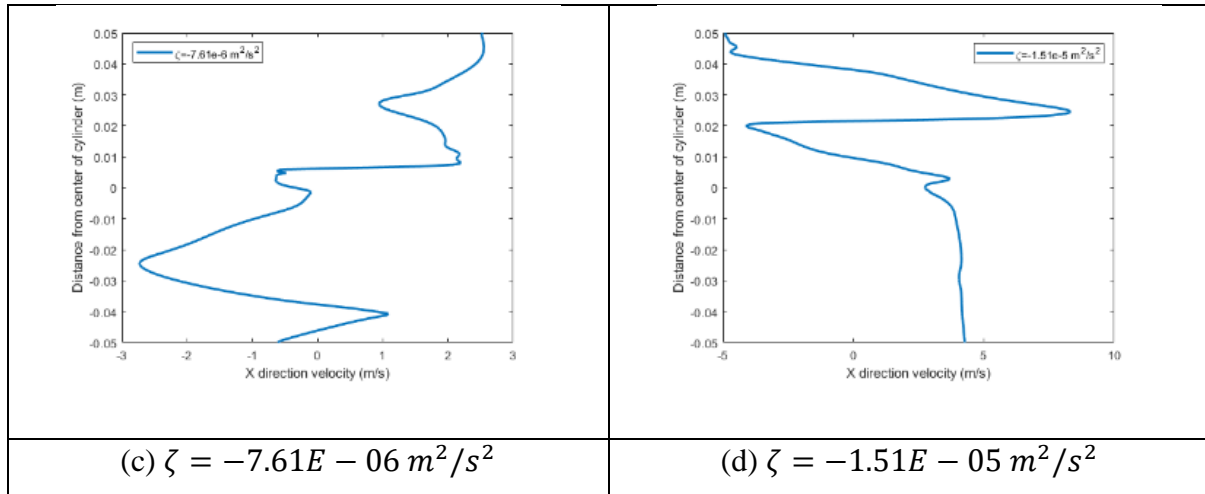 0.05
ζ=-7.61e-6 m²/s²
0.04
0.03
0.02
0.01
0
-0.01
-0.02
-0.03
-0.04
-0.05
Distance from center of cylinder (m)
-3 -2 -1 0 1 2 3
X direction velocity (m/s)
0.05
ζ=-1.51e-5 m²/s²
0.04
0.03
0.02
0.01
0
-0.01
-0.02
-0.03
-0.04
-0.05
Distance from center of cylinder (m)
-5 0 5 10
X direction velocity (m/s)
(c) ζ = −7.61E − 06 m²/s²
(d) ζ = −1.51E − 05 m²/s²